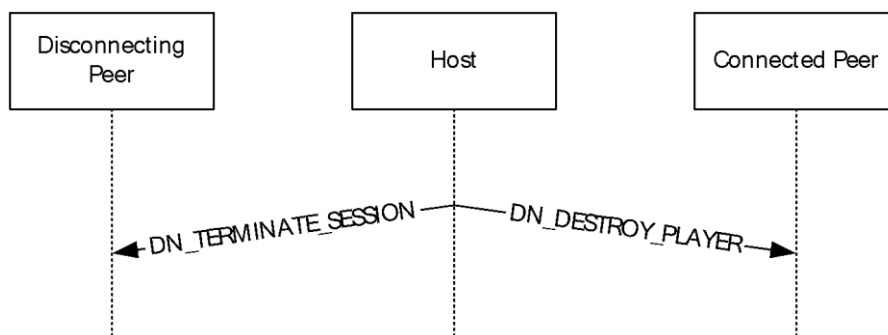 Disconnecting
Peer
Host
Connected Peer
DN_TERMINATE_SESSION
DN_DESTROY_PLAYER